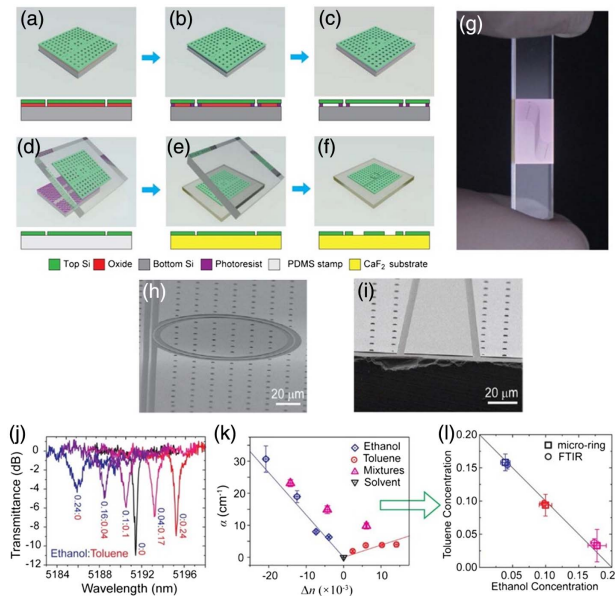 (a)
(b)
(c)
(g)
(d)
(e)
(f)
Top Si Oxide Bottom Si Photoresist PDMS stamp CaF2 substrate
(h)
(i)
20 μm
20 μm
(j)
Transmittance (dB)
0
-2
-4
-6
-8
-10
-12
0.24:0
0.16:0.04
0.1:0.1
0:0
0.04:0.17
0:0.24
Ethanol:Toluene
5184 5188 5192 5196
Wavelength (nm)
(k)
α (cm-1)
30
20
10
0
Ethanol
Toluene
Mixtures
Solvent
-20 -10 0 10
Δn (×10-3)
(l)
Toluene Concentration
0.20
0.15
0.10
0.05
0.00
micro-ring
FTIR
0.05 0.1 0.15 0.2
Ethanol Concentration